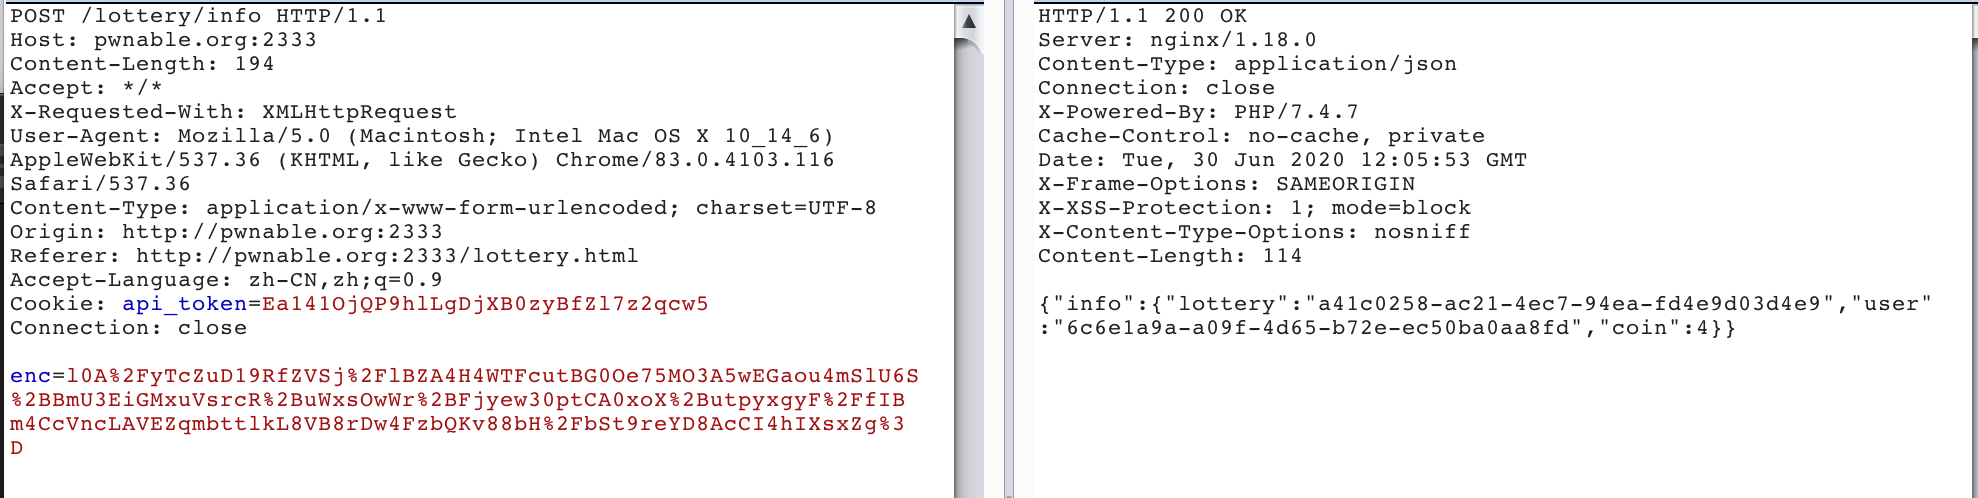 POST /lottery/info HTTP/1.1
Host: pwnable.org:2333
Content-Length: 194
Accept: */*
X-Requested-With: XMLHttpRequest
User-Agent: Mozilla/5.0 (Macintosh; Intel Mac OS X 10_14_6)
AppleWebKit/537.36 (KHTML, like Gecko) Chrome/83.0.4103.116
Safari/537.36
Content-Type: application/x-www-form-urlencoded; charset=UTF-8
Origin: http://pwnable.org:2333
Referer: http://pwnable.org:2333/lottery.html
Accept-Language: zh-CN,zh;q=0.9
Cookie: api_token=Ea141OjQP9hlLgDjXB0zyBfZl7z2qcw5
Connection: close
enc=l0A%2FyTcZuD19RfZVSj%2FlBZA4H4WTFcutBG0Oe75MO3A5wEGaou4mSlU6S
%2BBmU3EiGMxuVsrcR%2BuWxsOwWr%2BFjyew30ptCA0xoX%2ButpyxgyF%2FfIB
m4CcVncLAVEZqmbttlkL8VB8rDw4FzbQKv88bH%2FbSt9reYD8AcCI4hIXsxZg%3
D
HTTP/1.1 200 OK
Server: nginx/1.18.0
Content-Type: application/json
Connection: close
X-Powered-By: PHP/7.4.7
Cache-Control: no-cache, private
Date: Tue, 30 Jun 2020 12:05:53 GMT
X-Frame-Options: SAMEORIGIN
X-XSS-Protection: 1; mode=block
X-Content-Type-Options: nosniff
Content-Length: 114
{"info":{"lottery":"a41c0258-ac21-4ec7-94ea-fd4e9d03d4e9","user"
:"6c6e1a9a-a09f-4d65-b72e-ec50ba0aa8fd","coin":4}}